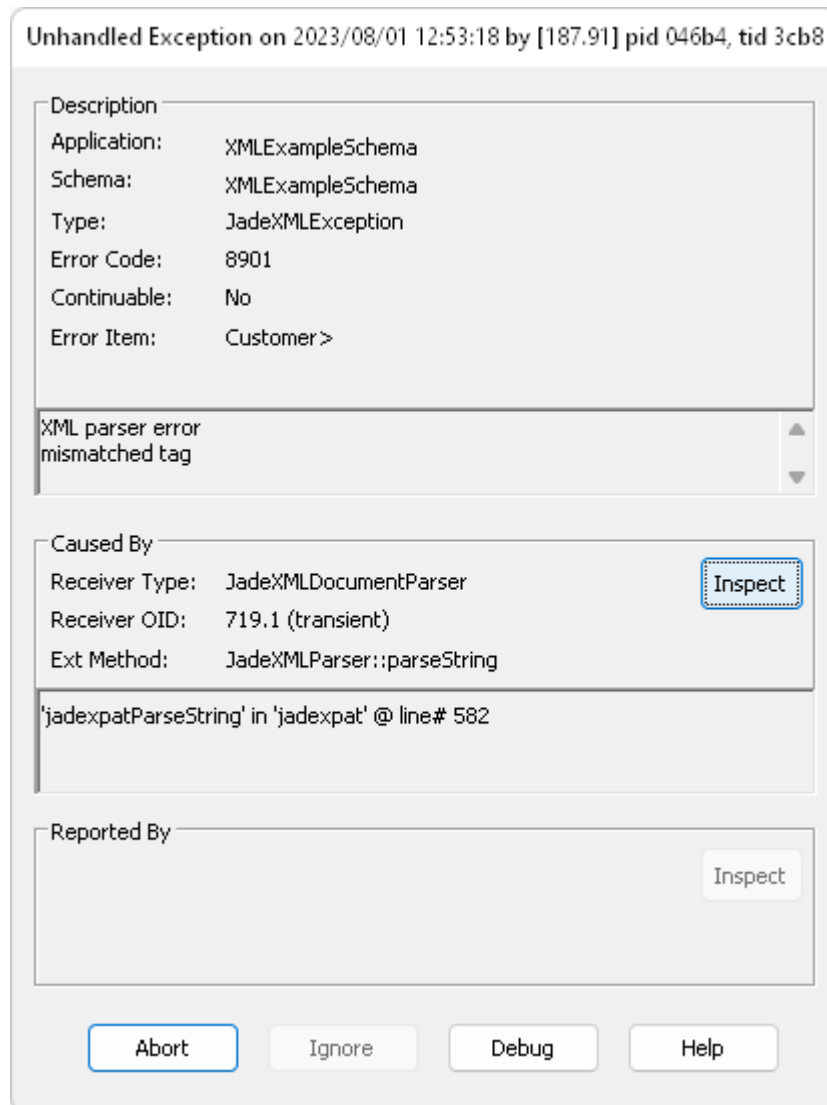 Unhandled Exception on 2023/08/01 12:53:18 by [187.91] pid 046b4, tid 3cb8
Description
Application: XMLExampleSchema
Schema: XMLExampleSchema
Type: JadeXMLException
Error Code: 8901
Continuable: No
Error Item: Customer>
XML parser error
mismatched tag
Caused By
Receiver Type: JadeXMLDocumentParser Inspect
Receiver OID: 719.1 (transient)
Ext Method: JadeXMLParser::parseString
'jadexpatParseString' in 'jadexpat' @ line# 582
Reported By
Inspect
Abort Ignore Debug Help